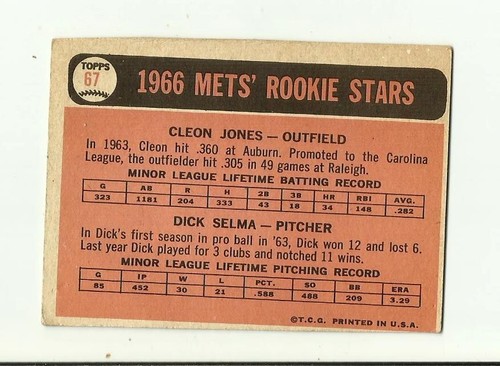 TOPPS
67
1966 METS' ROOKIE STARS
CLEON JONES — OUTFIELD
In 1963, Cleon hit .360 at Auburn. Promoted to the Carolina
League, the outfielder hit .305 in 49 games at Raleigh.
MINOR LEAGUE LIFETIME BATTING RECORD
G AB R H 2B 3B HR RBI AVG.
323 1181 204 333 43 18 34 148 .282
DICK SELMA — PITCHER
In Dick's first season in pro ball in '63, Dick won 12 and lost 6.
Last year Dick played for 3 clubs and notched 11 wins.
MINOR LEAGUE LIFETIME PITCHING RECORD
G IP W L PCT. SO BB ERA
85 452 30 21 .588 488 209 3.29
©T.C.G. PRINTED IN U.S.A.